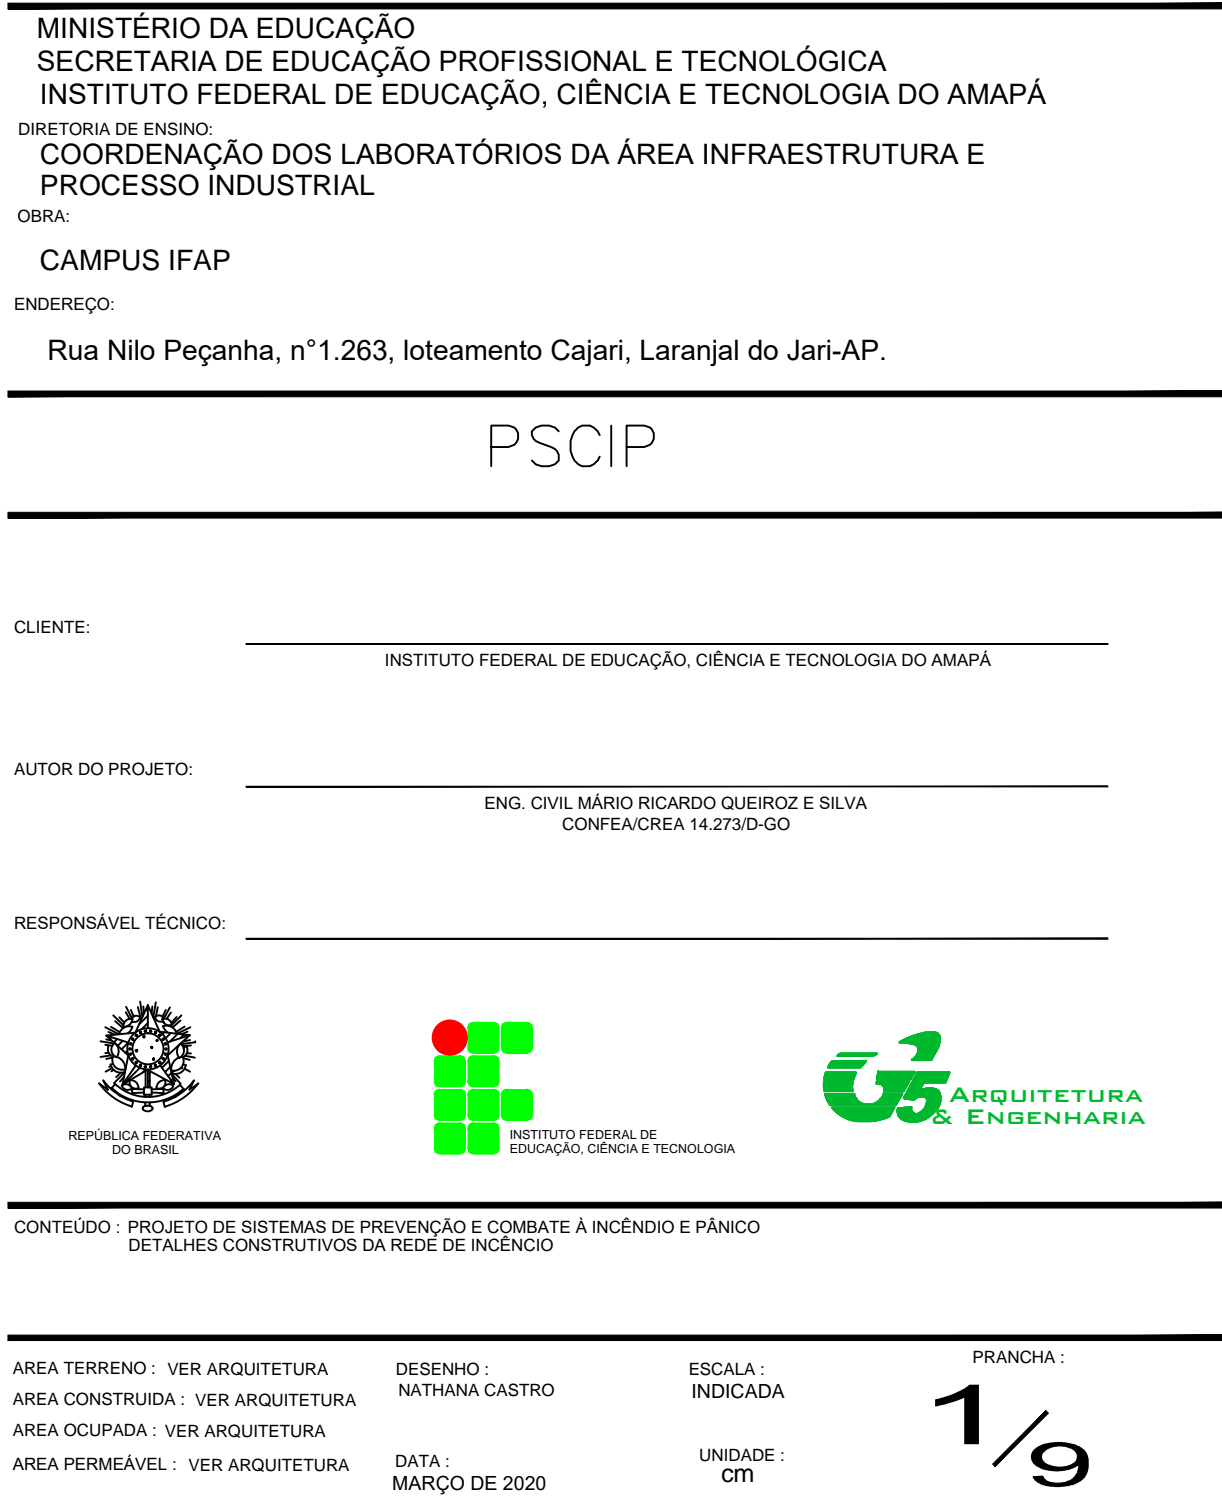 MINISTÉRIO DA EDUCAÇÃO
SECRETARIA DE EDUCAÇÃO PROFISSIONAL E TECNOLÓGICA
INSTITUTO FEDERAL DE EDUCAÇÃO, CIÊNCIA E TECNOLOGIA DO AMAPÁ
DIRETORIA DE ENSINO:
COORDENAÇÃO DOS LABORATÓRIOS DA ÁREA INFRAESTRUTURA E
PROCESSO INDUSTRIAL
OBRA:
CAMPUS IFAP
ENDEREÇO:
Rua Nilo Peçanha, n°1.263, loteamento Cajari, Laranjal do Jari-AP.
PSCIP
CLIENTE:
INSTITUTO FEDERAL DE EDUCAÇÃO, CIÊNCIA E TECNOLOGIA DO AMAPÁ
AUTOR DO PROJETO:
ENG. CIVIL MÁRIO RICARDO QUEIROZ E SILVA
CONFEA/CREA 14.273/D-GO
RESPONSÁVEL TÉCNICO:
REPÚBLICA FEDERATIVA
DO BRASIL
INSTITUTO FEDERAL DE
EDUCAÇÃO, CIÊNCIA E TECNOLOGIA
ARQUITETURA
& ENGENHARIA
CONTEÚDO : PROJETO DE SISTEMAS DE PREVENÇÃO E COMBATE À INCÊNDIO E PÂNICO
DETALHES CONSTRUTIVOS DA REDE DE INCÊNCIO
AREA TERRENO : VER ARQUITETURA
AREA CONSTRUIDA : VER ARQUITETURA
AREA OCUPADA : VER ARQUITETURA
AREA PERMEÁVEL : VER ARQUITETURA
DESENHO :
NATHANA CASTRO
DATA :
MARÇO DE 2020
ESCALA :
INDICADA
UNIDADE :
cm
PRANCHA :
1/9